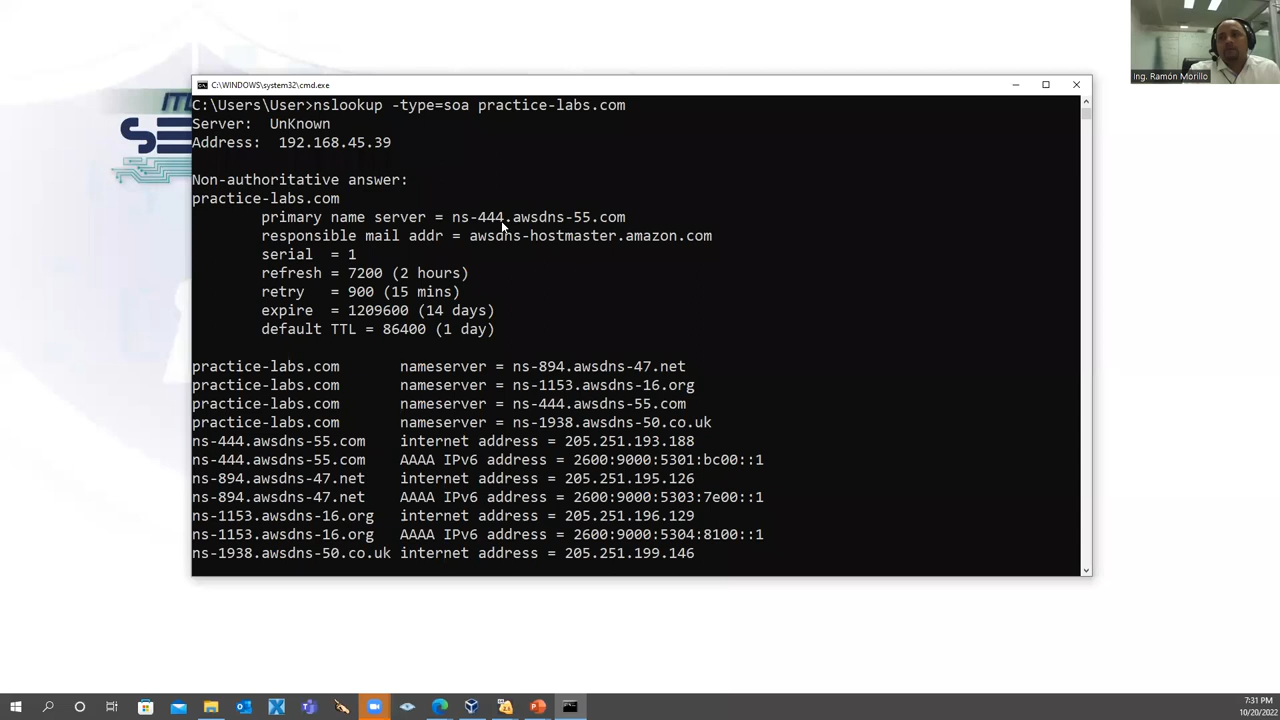 Ing. Ramón Morillo
C:\WINDOWS\system32\cmd.exe
C:\Users\User>nslookup -type=soa practice-labs.com
Server:  UnKnown
Address:  192.168.45.39
Non-authoritative answer:
practice-labs.com
primary name server = ns-444.awsdns-55.com
responsible mail addr = awsdns-hostmaster.amazon.com
serial  = 1
refresh = 7200 (2 hours)
retry   = 900 (15 mins)
expire  = 1209600 (14 days)
default TTL = 86400 (1 day)
practice-labs.com       nameserver = ns-894.awsdns-47.net
practice-labs.com       nameserver = ns-1153.awsdns-16.org
practice-labs.com       nameserver = ns-444.awsdns-55.com
practice-labs.com       nameserver = ns-1938.awsdns-50.co.uk
ns-444.awsdns-55.com    internet address = 205.251.193.188
ns-444.awsdns-55.com    AAAA IPv6 address = 2600:9000:5301:bc00::1
ns-894.awsdns-47.net    internet address = 205.251.195.126
ns-894.awsdns-47.net    AAAA IPv6 address = 2600:9000:5303:7e00::1
ns-1153.awsdns-16.org   internet address = 205.251.196.129
ns-1153.awsdns-16.org   AAAA IPv6 address = 2600:9000:5304:8100::1
ns-1938.awsdns-50.co.uk internet address = 205.251.199.146
7:31 PM
10/20/2022